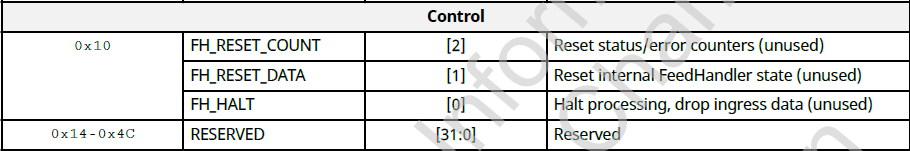 Control
0x10 FH_RESET_COUNT [2] Reset status/error counters (unused)
FH_RESET_DATA [1] Reset internal FeedHandler state (unused)
FH_HALT [0] Halt processing, drop ingress data (unused)
0x14-0x4C RESERVED [31:0] Reserved